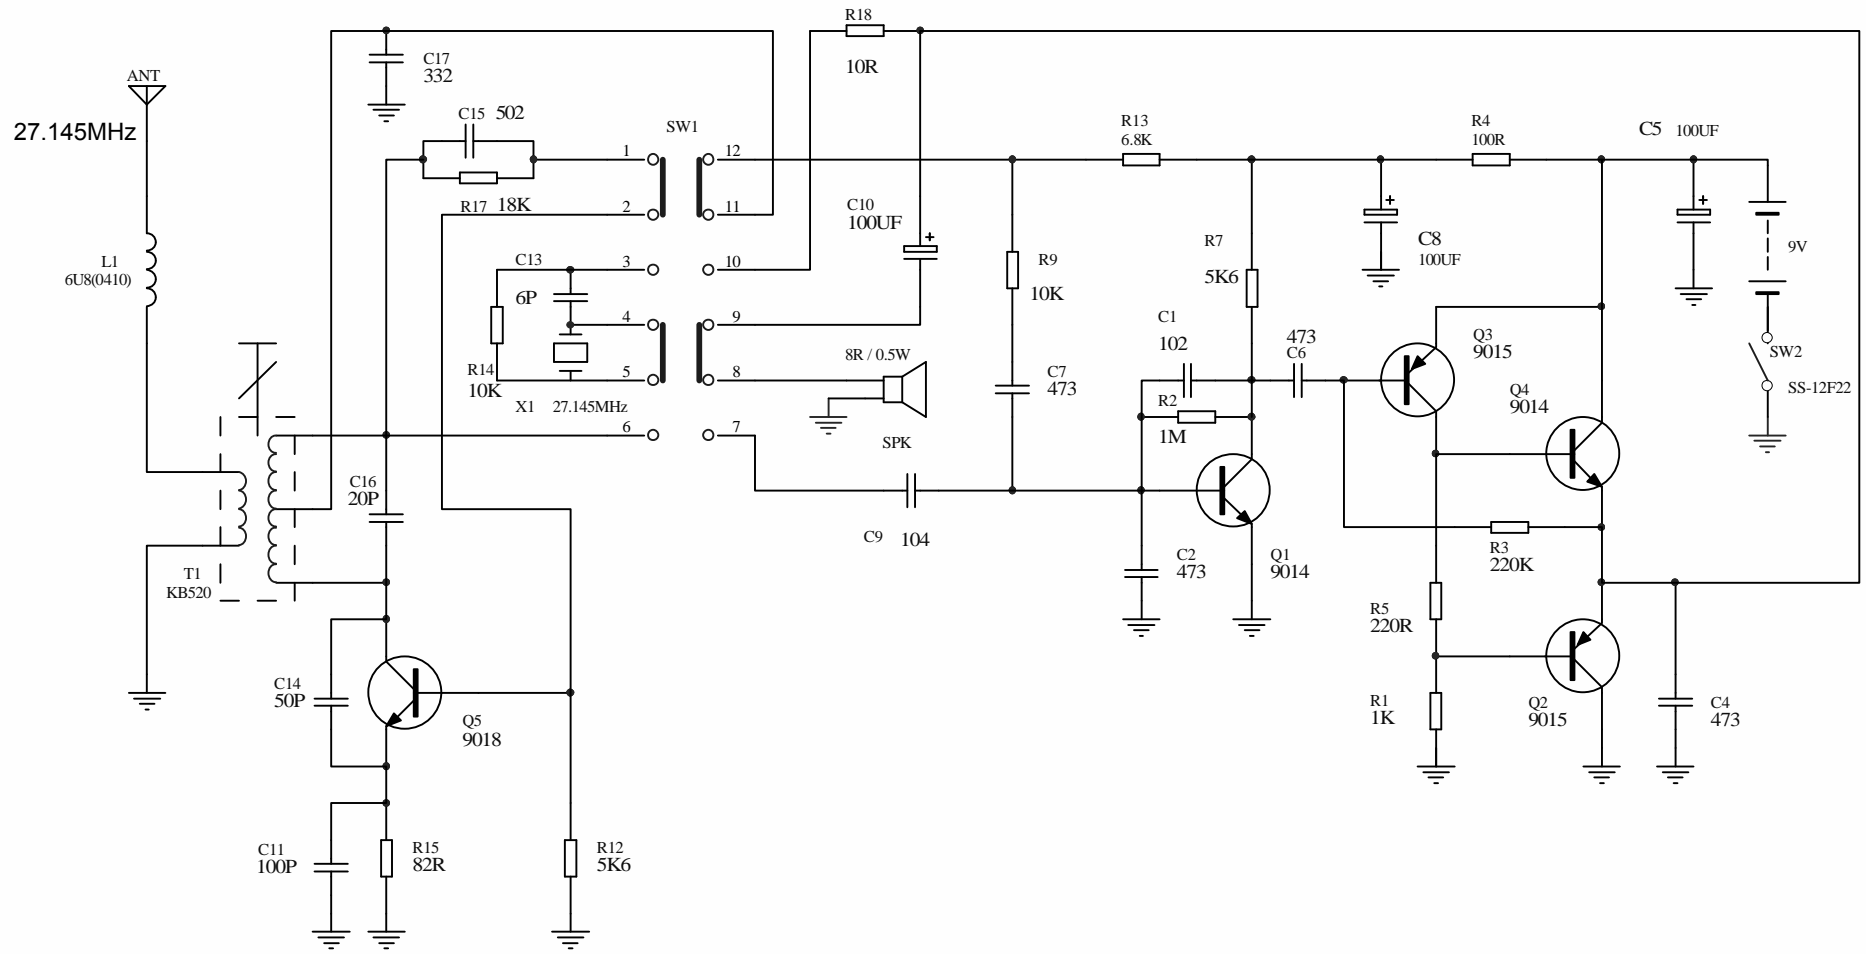 ANT
27.145MHz
L1
6U8(0410)
T1
KB520
C17
332
C15 502
R17 18K
C13
6P
R14
10K
X1 27.145MHz
C16
20P
C14
50P
Q5
9018
C11
100P
R15
82R
R12
5K6
SW1
1
2
3
4
5
6
12
11
10
9
8
7
R18
10R
C10
100UF
+
8R / 0.5W
SPK
C9 104
R9
10K
C7
473
R13
6.8K
R7
5K6
C1
102
R2
1M
473
C6
C2
473
Q1
9014
R4
100R
+
C8
100UF
C5 100UF
+
9V
SW2
SS-12F22
Q3
9015
Q4
9014
R3
220K
R5
220R
R1
1K
Q2
9015
C4
473